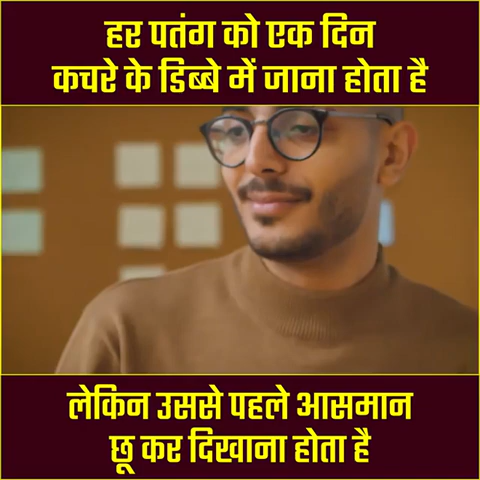 हर पतंग को एक दिन
कचरे के डिब्बे में जाना होता है
लेकिन उससे पहले आसमान
छू कर दिखाना होता है